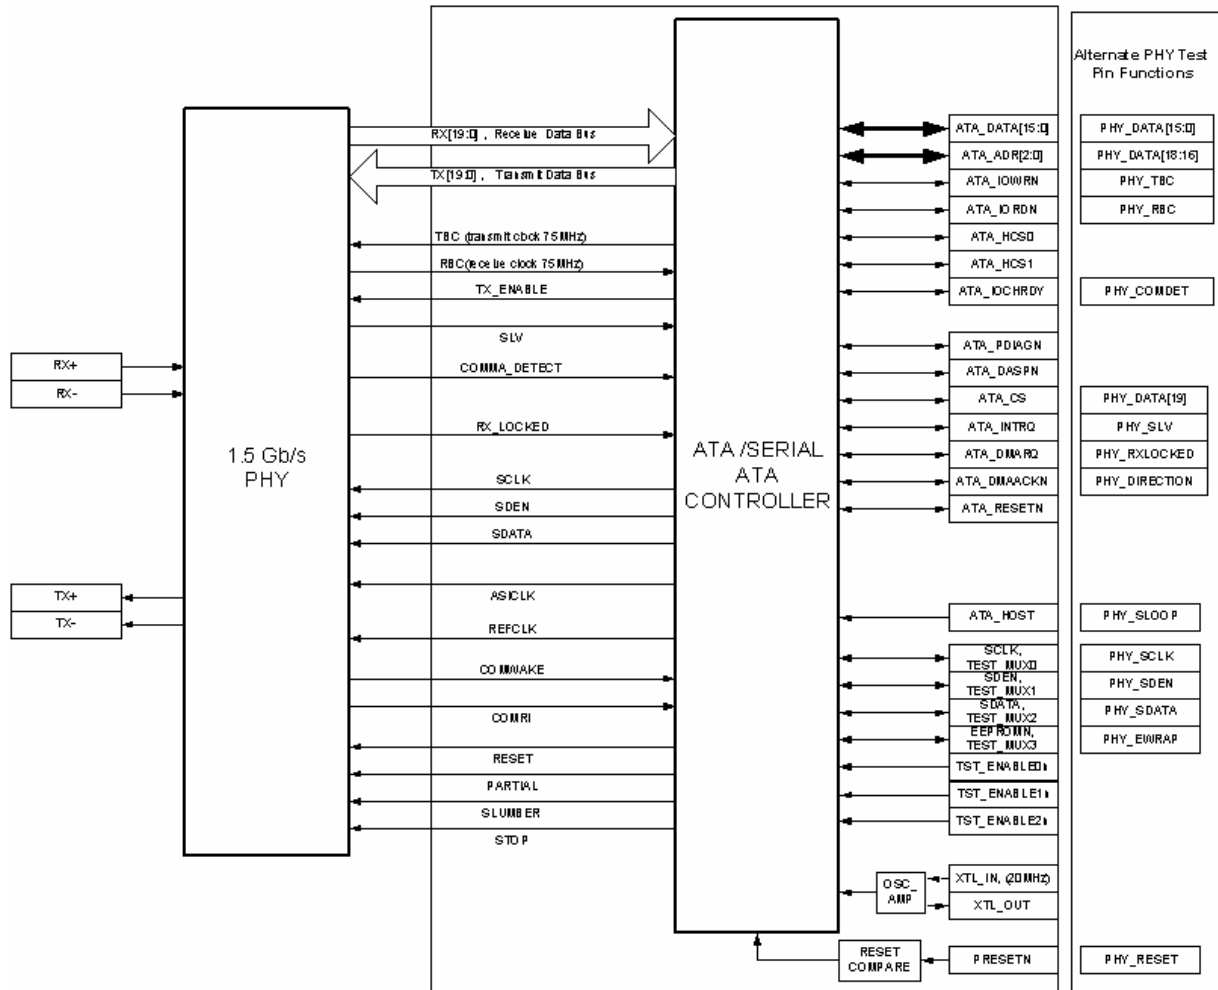 Alternate PHY Test
Pin Functions
RX[19:0] , Receive Data Bus
TX[19:0] , Transmit Data Bus
TBC (transmit clock 75MHz)
RBC(receive clock 75MHz)
TX_ENABLE
SLV
COMMA_DETECT
RX_LOCKED
SCLK
SDEN
SDATA
ASICLK
REFCLK
COMWAKE
COMRI
RESET
PARTIAL
SLUMBER
STOP
RX+
RX-
TX+
TX-
1.5 Gb/s
PHY
ATA /SERIAL
ATA
CONTROLLER
ATA_DATA[15:0]
PHY_DATA[15:0]
ATA_ADR[2:0]
PHY_DATA[18:16]
ATA_IOWRN
PHY_TBC
ATA_IORDN
PHY_RBC
ATA_HCS0
ATA_HCS1
ATA_IOCHRDY
PHY_COMDET
ATA_PDIAGN
ATA_DASPN
ATA_CS
PHY_DATA[19]
ATA_INTRQ
PHY_SLV
ATA_DMARQ
PHY_RXLOCKED
ATA_DMAACKN
PHY_DIRECTION
ATA_RESETN
ATA_HOST
PHY_SLOOP
SCLK,
TEST_MUX0
PHY_SCLK
SDEN,
TEST_MUX1
PHY_SDEN
SDATA,
TEST_MUX2
PHY_SDATA
EEPROMN,
TEST_MUX3
PHY_EWRAP
TST_ENABLE0n
TST_ENABLE1n
TST_ENABLE2n
OSC_
AMP
XTL_IN, (20MHz)
XTL_OUT
RESET
COMPARE
PRESETN
PHY_RESET